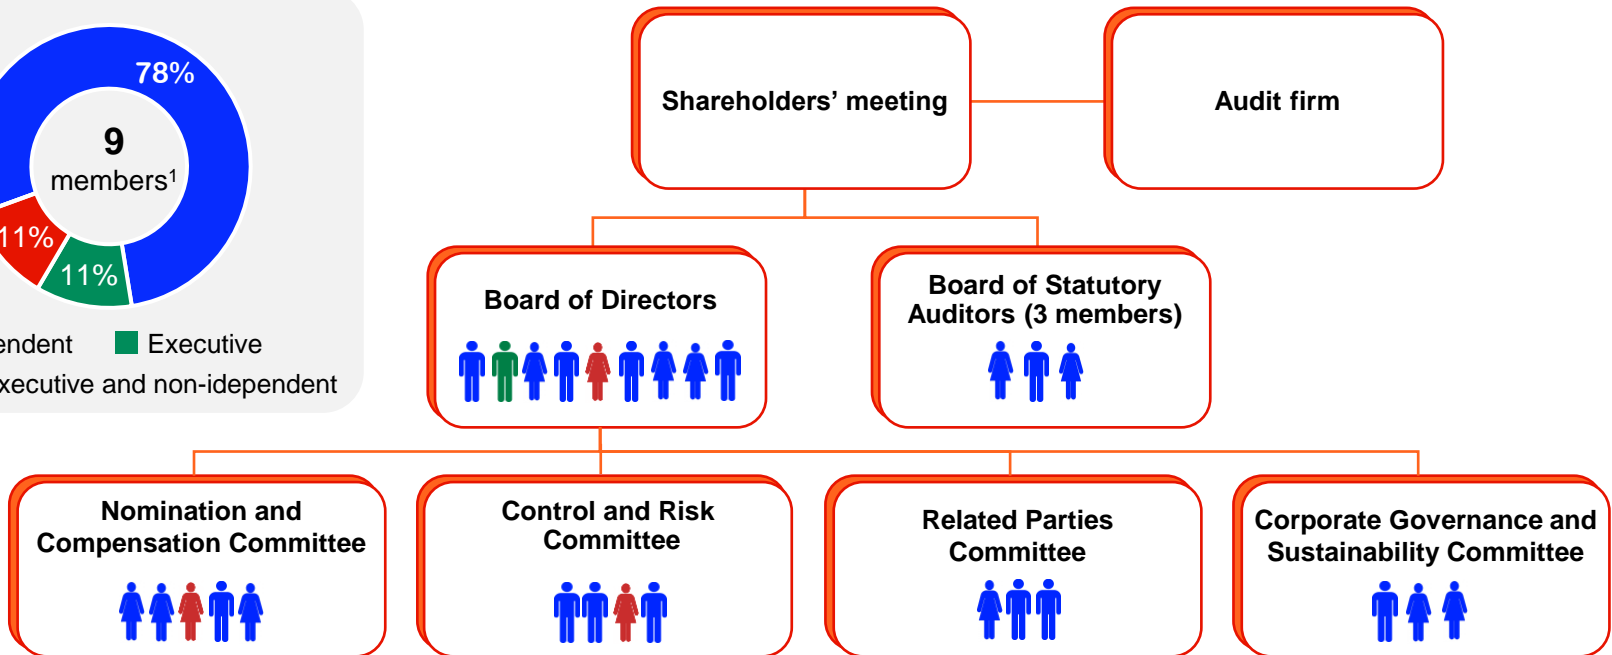 78%
9
members¹
11%
11%
endent
Executive
xecutive and non-idependent
Shareholders’ meeting
Audit firm
Board of Directors
Board of Statutory
Auditors (3 members)
Nomination and
Compensation Committee
Control and Risk
Committee
Related Parties
Committee
Corporate Governance and
Sustainability Committee